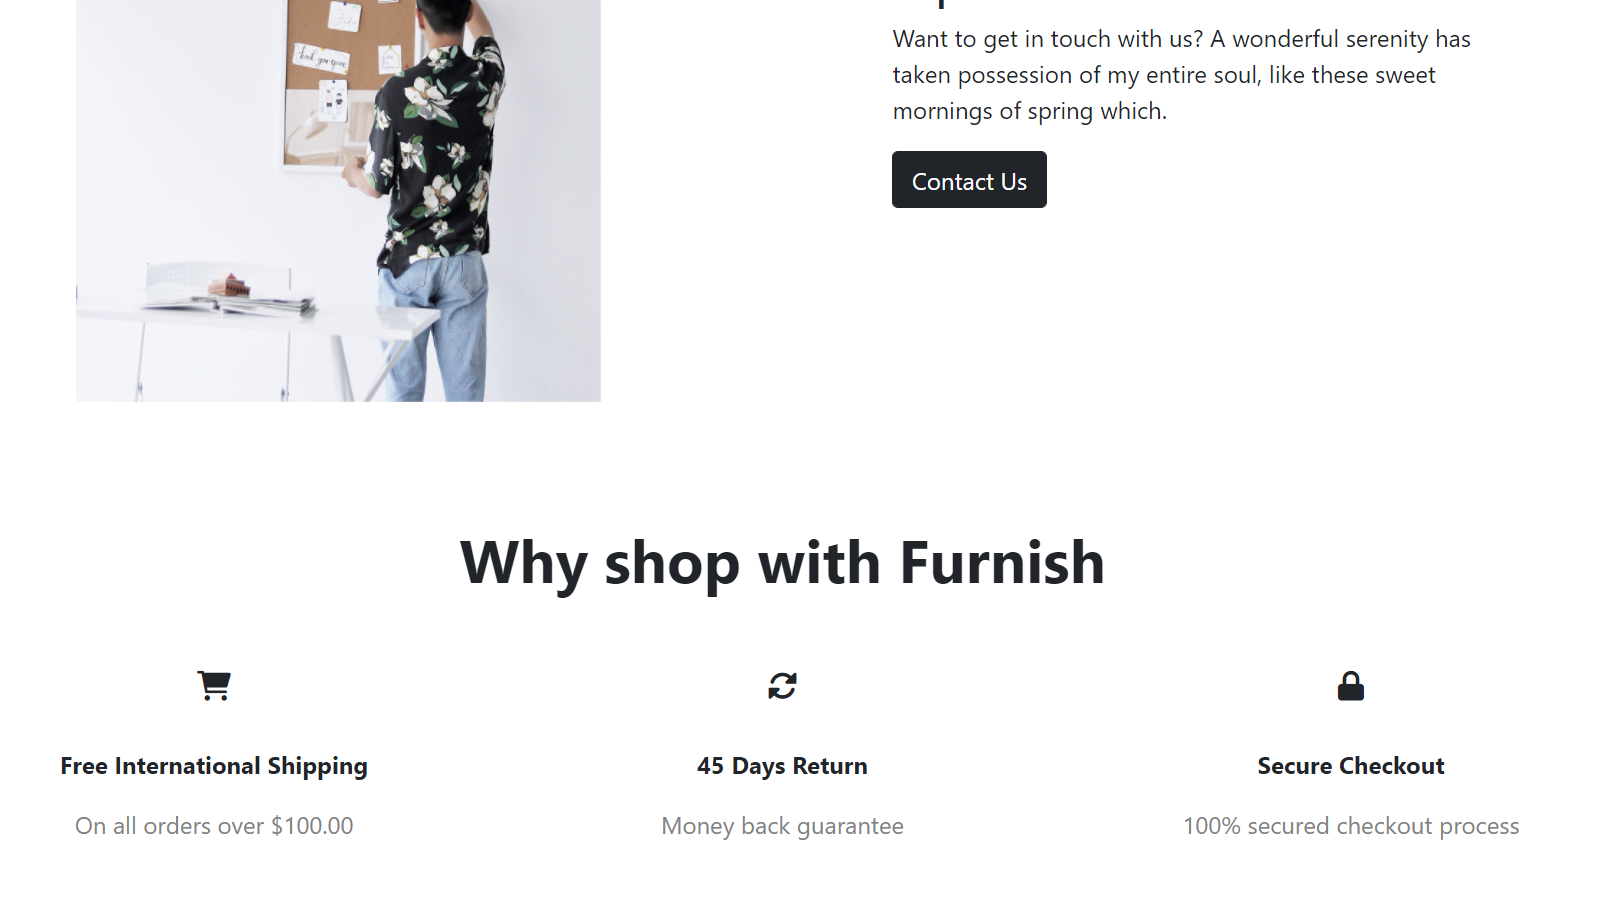 Want to get in touch with us? A wonderful serenity has
taken possession of my entire soul, like these sweet
mornings of spring which.
Contact Us
Why shop with Furnish
Free International Shipping
45 Days Return
Secure Checkout
On all orders over $100.00
Money back guarantee
100% secured checkout process